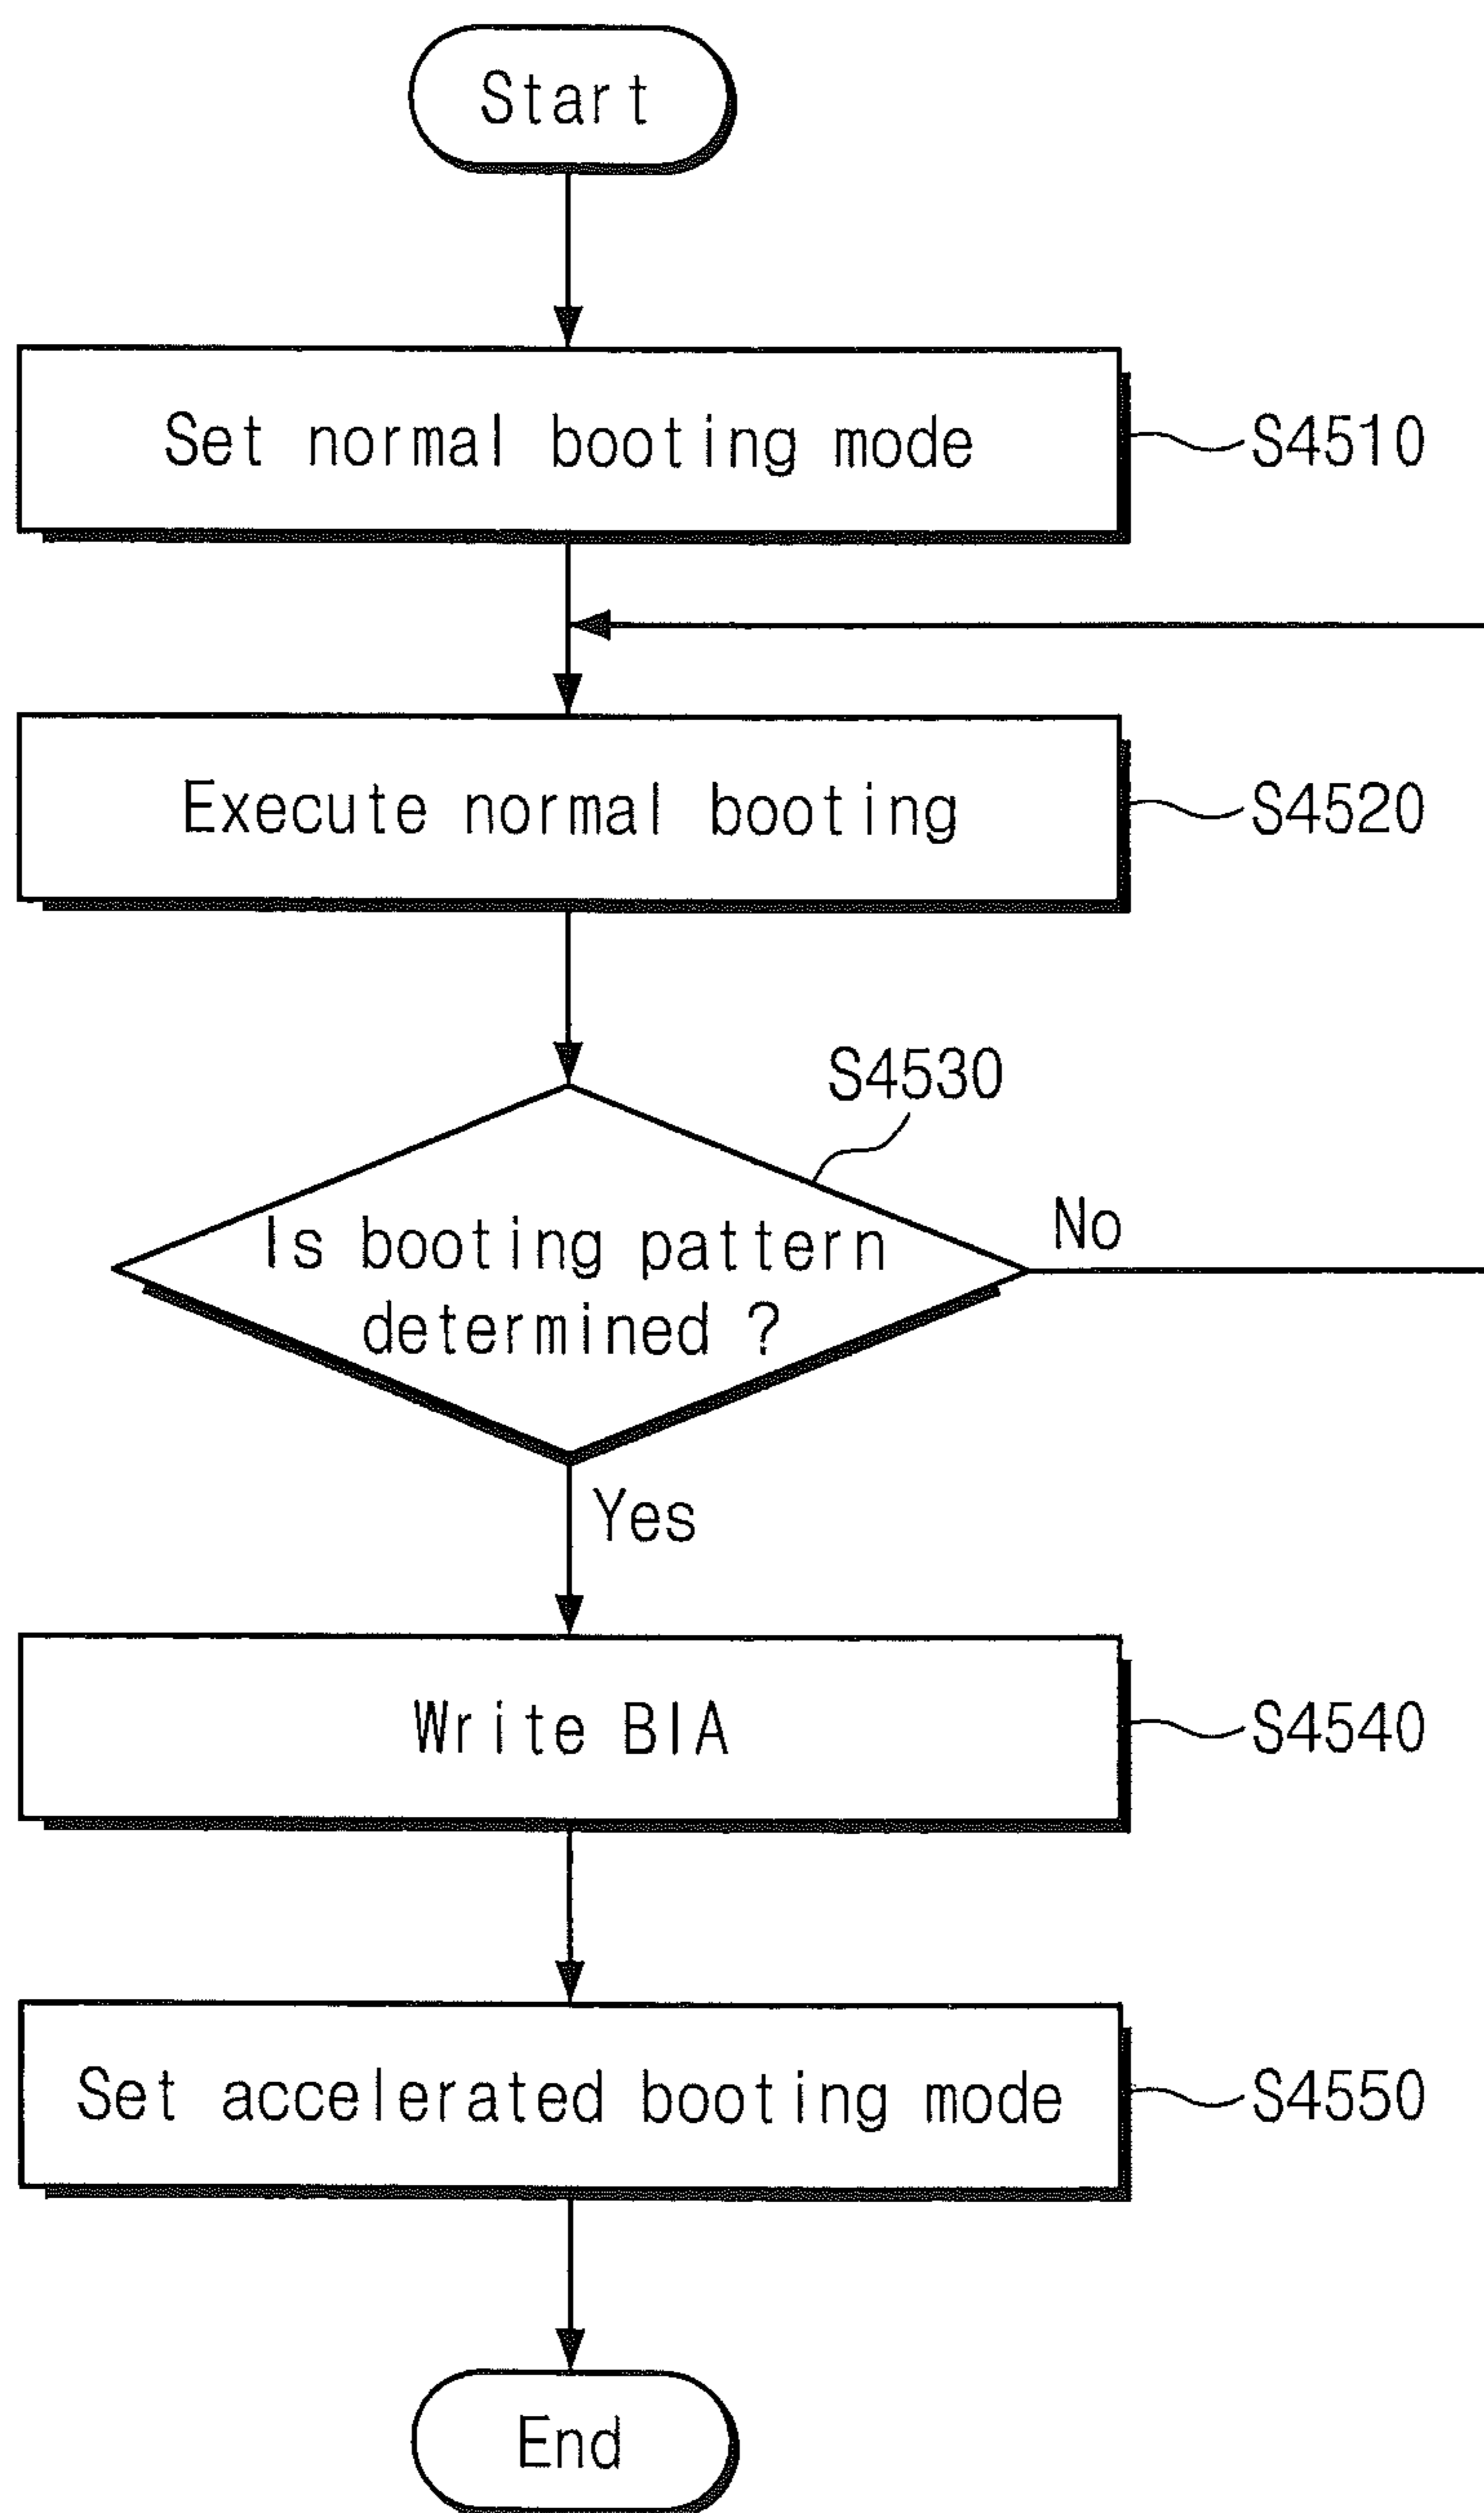 Start
Set normal booting mode
S4510
Execute normal booting
S4520
S4530
Is booting pattern
determined ?
No
Yes
Write BIA
S4540
Set accelerated booting mode
S4550
End